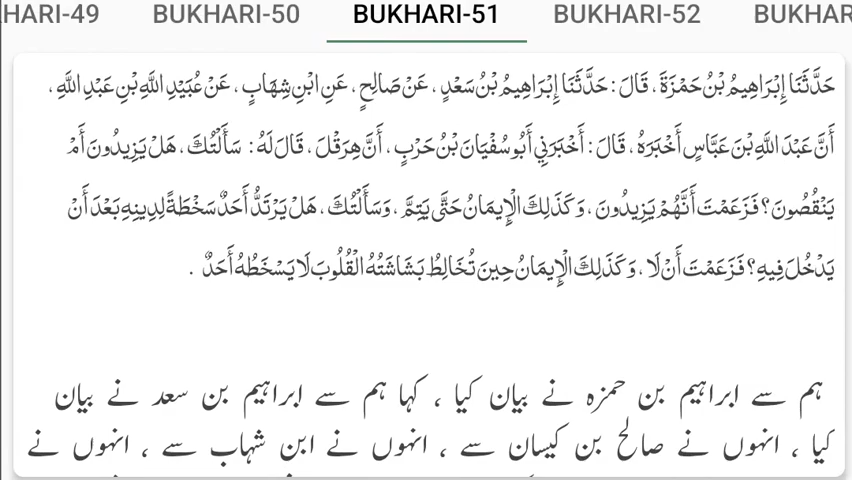 HARI-49 BUKHARI-50 BUKHARI-51 BUKHARI-52 BUKHAR
حَدَّثَنَا إِبْرَاهِيمُ بْنُ حَمْزَةَ، قَالَ: حَدَّثَنَا إِبْرَاهِيمُ بْنُ سَعْدٍ، عَنْ صَالِحٍ، عَنِ ابْنِ شِهَابٍ، عَنْ عُبَيْدِ اللَّهِ بْنِ عَبْدِ اللَّهِ،
أَنَّ عَبْدَ اللَّهِ بْنَ عَبَّاسٍ أَخْبَرَهُ، قَالَ: أَخْبَرَنِي أَبُو سُفْيَانَ بْنُ حَرْبٍ، أَنَّ هِرَقْلَ، قَالَ لَهُ: سَأَلْتُكَ، هَلْ يَزِيدُونَ أَمْ
يَنْقُصُونَ؟ فَزَعَمْتَ أَنَّهُمْ يَزِيدُونَ، وَكَذَلِكَ الْإِيمَانُ حَتَّى يَتِمَّ، وَسَأَلْتُكَ، هَلْ يَرْتَدُّ أَحَدٌ سَخْطَةً لِدِينِهِ بَعْدَ أَنْ
يَدْخُلَ فِيهِ؟ فَزَعَمْتَ أَنْ لَا، وَكَذَلِكَ الْإِيمَانُ حِينَ تُخَالِطُ بَشَاشَتُهُ الْقُلُوبَ لَا يَسْخَطُهُ أَحَدٌ .
ہم سے ابراہیم بن حمزہ نے بیان کیا ، کہا ہم سے ابراہیم بن سعد نے بیان
کیا ، انہوں نے صالح بن کیسان سے ، انہوں نے ابن شہاب سے ، انہوں نے